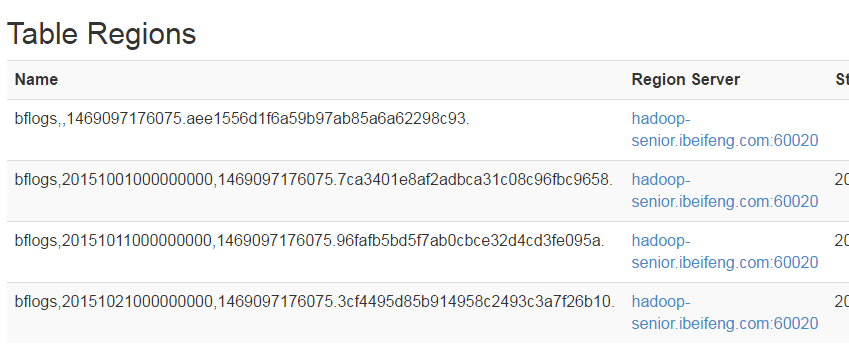 Table Regions
Name Region Server St
bflogs,,1469097176075.aee1556d1f6a59b97ab85a6a62298c93. hadoop-
senior.ibeifeng.com:60020
bflogs,20151001000000000,1469097176075.7ca3401e8af2adbca31c08c96fbc9658. hadoop- 20
senior.ibeifeng.com:60020
bflogs,20151011000000000,1469097176075.96fafb5bd5f7ab0cbce32d4cd3fe095a. hadoop- 20
senior.ibeifeng.com:60020
bflogs,20151021000000000,1469097176075.3cf4495d85b914958c2493c3a7f26b10. hadoop- 20
senior.ibeifeng.com:60020